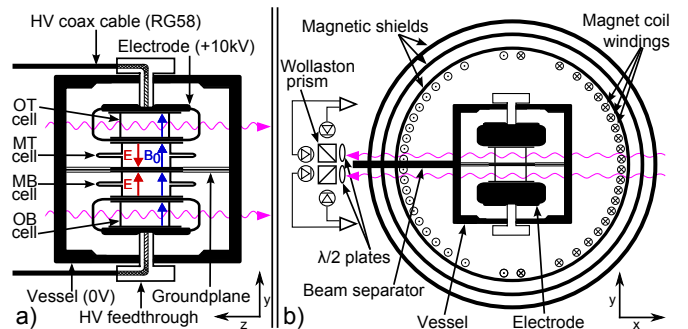 HV coax cable (RG58)
Electrode (+10kV)
OT
cell
MT
cell
MB
cell
OB
cell
E
B0
E
Vessel (0V)
Groundplane
HV feedthrough
a)
y
z
Magnetic shields
Magnet coil
windings
Wollaston
prism
λ/2 plates
Beam separator
Vessel
Electrode
b)
y
x